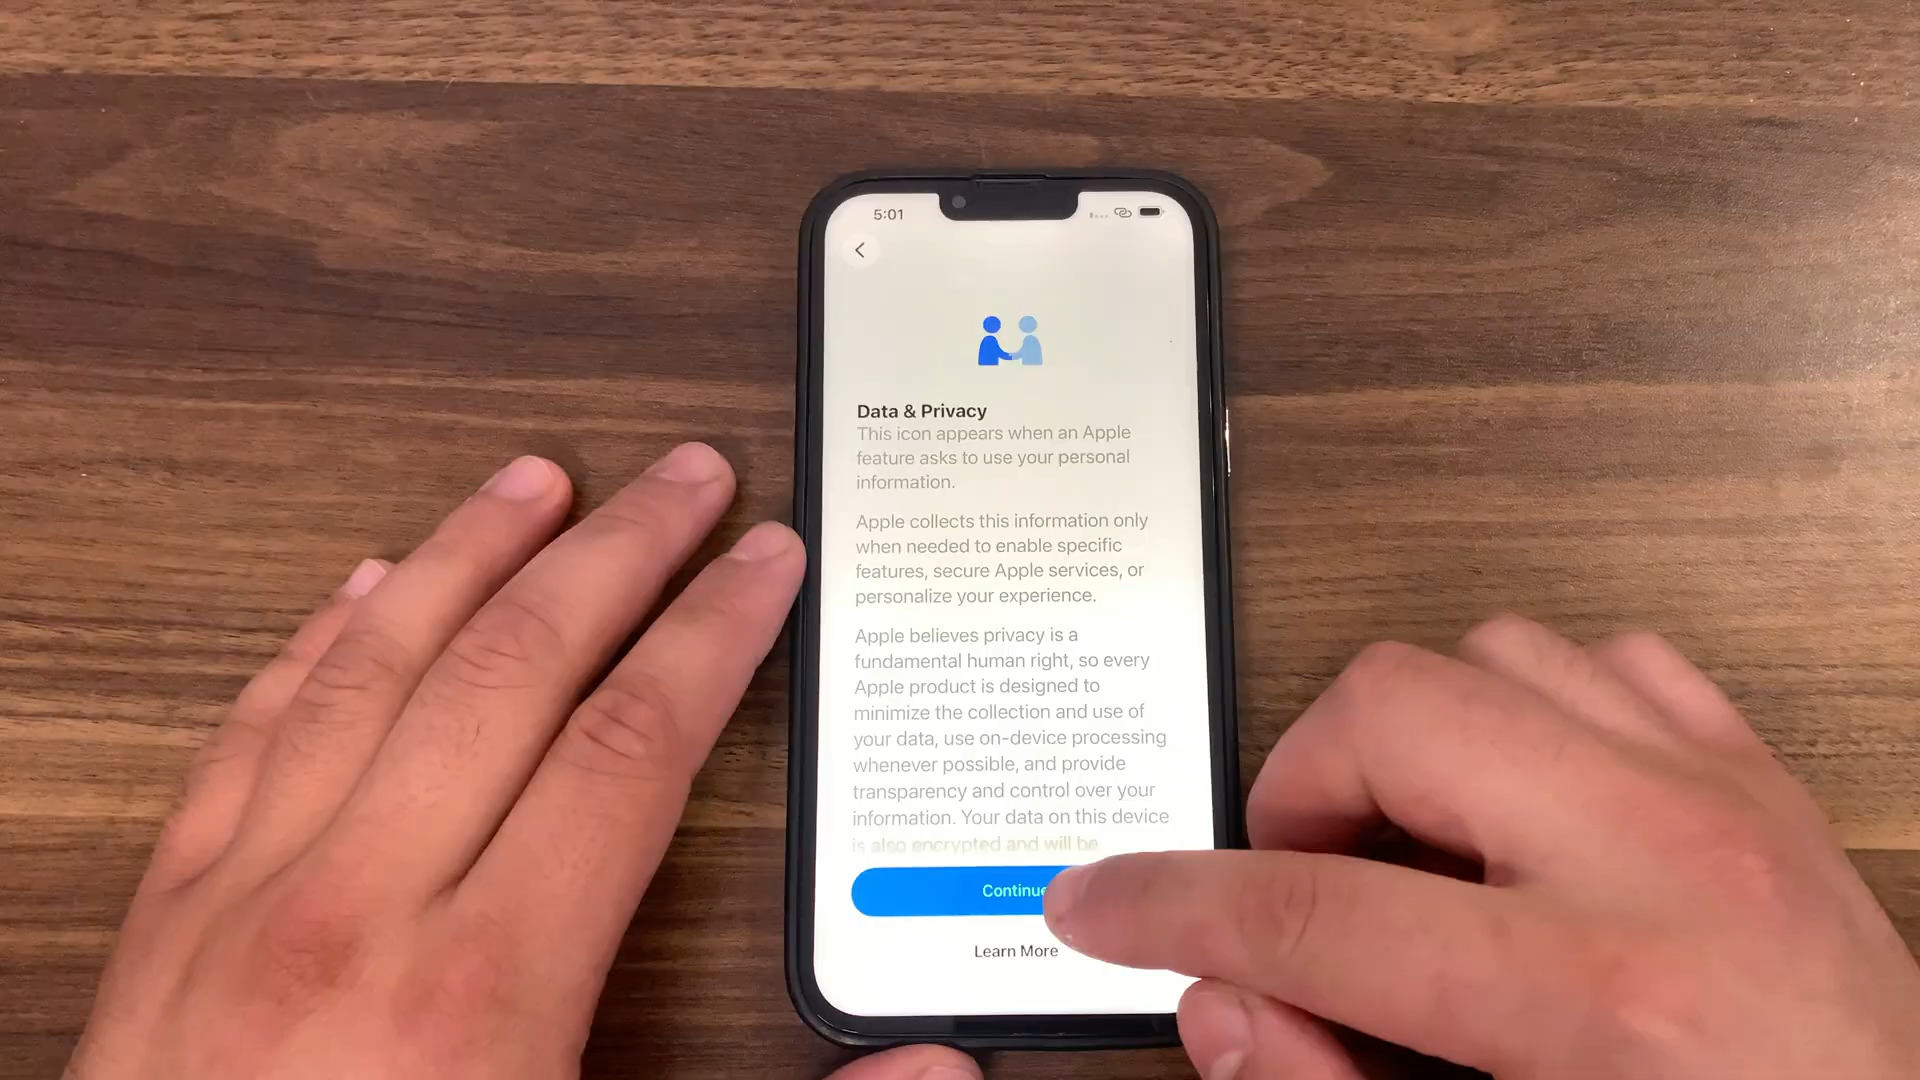 5:01
Data & Privacy
This icon appears when an Apple
feature asks to use your personal
information.
Apple collects this information only
when needed to enable specific
features, secure Apple services, or
personalize your experience.
Apple believes privacy is a
fundamental human right, so every
Apple product is designed to
minimize the collection and use of
your data, use on-device processing
whenever possible, and provide
transparency and control over your
information. Your data on this device
is also encrypted and will be
Continue
Learn More